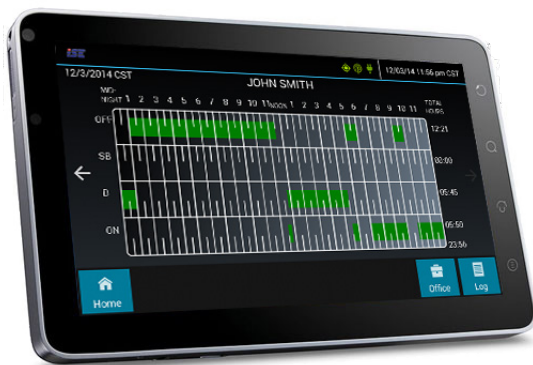 ISE
12/03/14 11:56 pm CST
12/3/2014 CST
JOHN SMITH
MID-
NIGHT 1 2 3 4 5 6 7 8 9 10 11 NOON 1 2 3 4 5 6 7 8 9 10 11 TOTAL
HOURS
OFF 12:21
SB 00:00
D 05:45
ON 05:50
23:56
Home
Office
Log